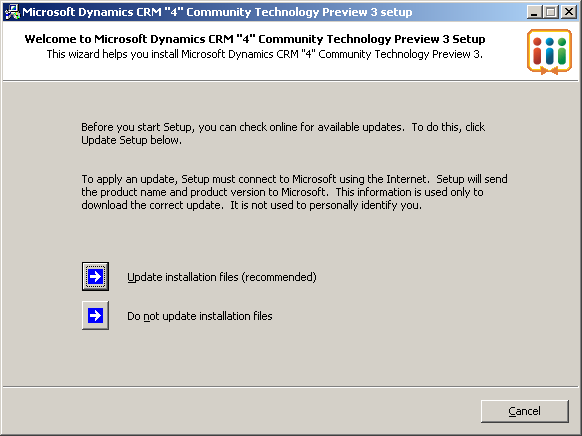 Microsoft Dynamics CRM "4" Community Technology Preview 3 setup
Welcome to Microsoft Dynamics CRM "4" Community Technology Preview 3 Setup
This wizard helps you install Microsoft Dynamics CRM "4" Community Technology Preview 3.
Before you start Setup, you can check online for available updates.  To do this, click
Update Setup below.
To apply an update, Setup must connect to Microsoft using the Internet.  Setup will send
the product name and product version to Microsoft.  This information is used only to
download the correct update.  It is not used to personally identify you.
Update installation files (recommended)
Do not update installation files
Cancel